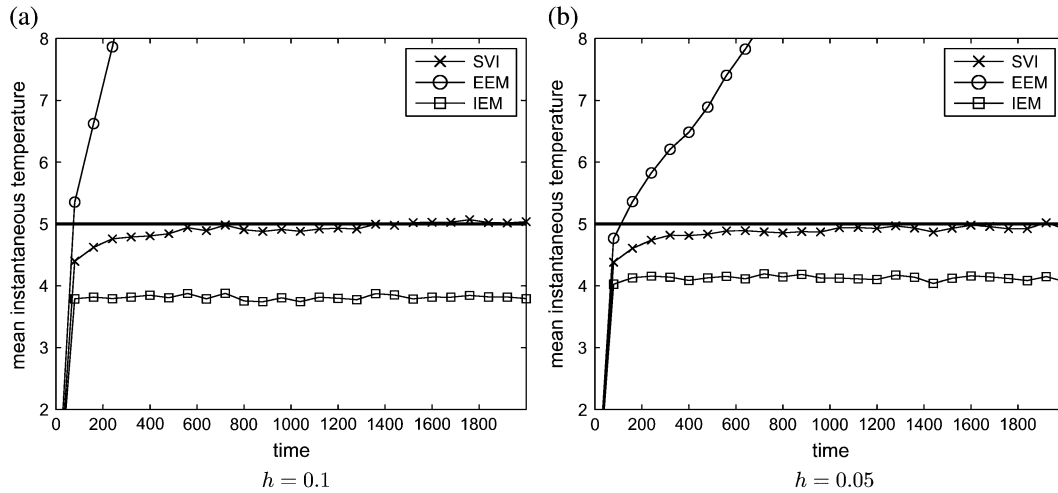 (a)
mean instantaneous temperature
8
7
6
5
4
3
2
SVI
EEM
IEM
0 200 400 600 800 1000 1200 1400 1600 1800
time
h = 0.1
(b)
mean instantaneous temperature
8
7
6
5
4
3
2
SVI
EEM
IEM
0 200 400 600 800 1000 1200 1400 1600 1800
time
h = 0.05